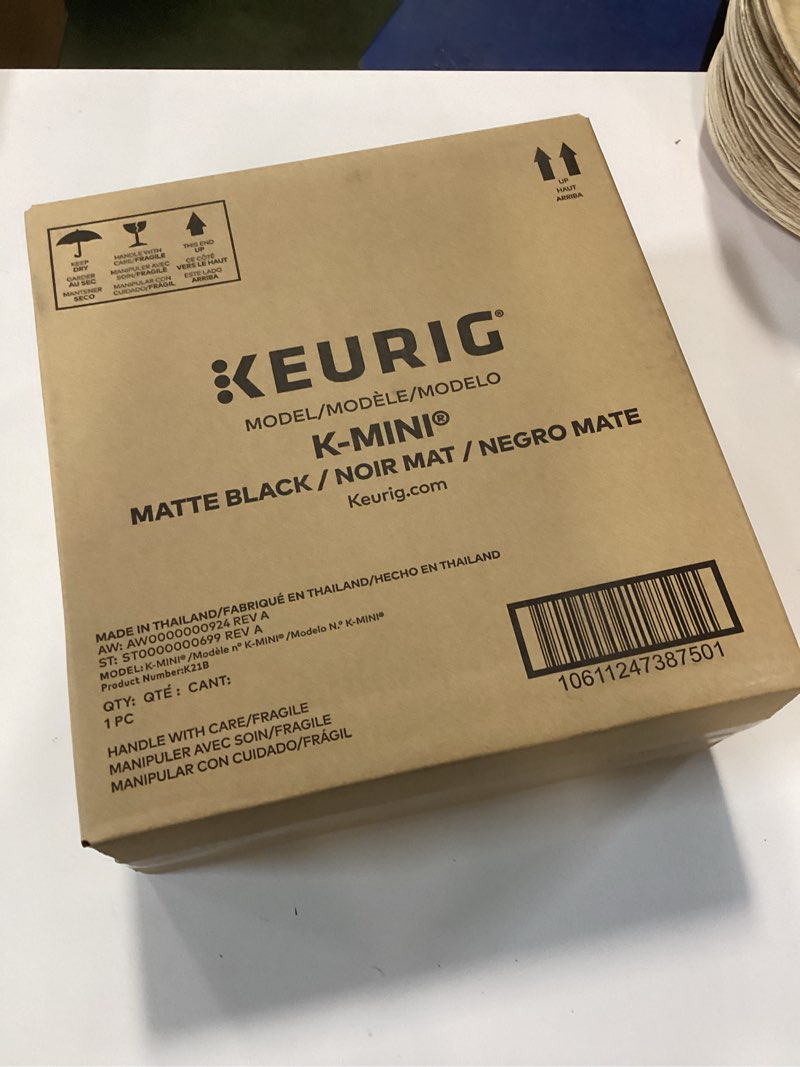 KEEP
DRY
GARDER
AU SEC
MANTENER
SECO
HANDLE WITH
CARE/FRAGILE
MANIPULER AVEC
SOIN/FRAGILE
MANIPULAR CON
CUIDADO/FRÁGIL
THIS END
UP
CE CÔTÉ
VERS LE HAUT
ESTE LADO
ARRIBA
UP
HAUT
ARRIBA
KEURIG®
MODEL/MODÈLE/MODELO
K-MINI®
MATTE BLACK / NOIR MAT / NEGRO MATE
Keurig.com
MADE IN THAILAND/FABRIQUÉ EN THAILAND/HECHO EN THAILAND
AW: AW0000000924 REV A
ST: ST0000000699 REV A
MODEL: K-MINI® /Modèle nº K-MINI® /Modelo N.º K-MINI®
Product Number:K21B
QTY: QTÉ : CANT:
1 PC
HANDLE WITH CARE/FRAGILE
MANIPULER AVEC SOIN/FRAGILE
MANIPULAR CON CUIDADO/FRÁGIL
10611247387501